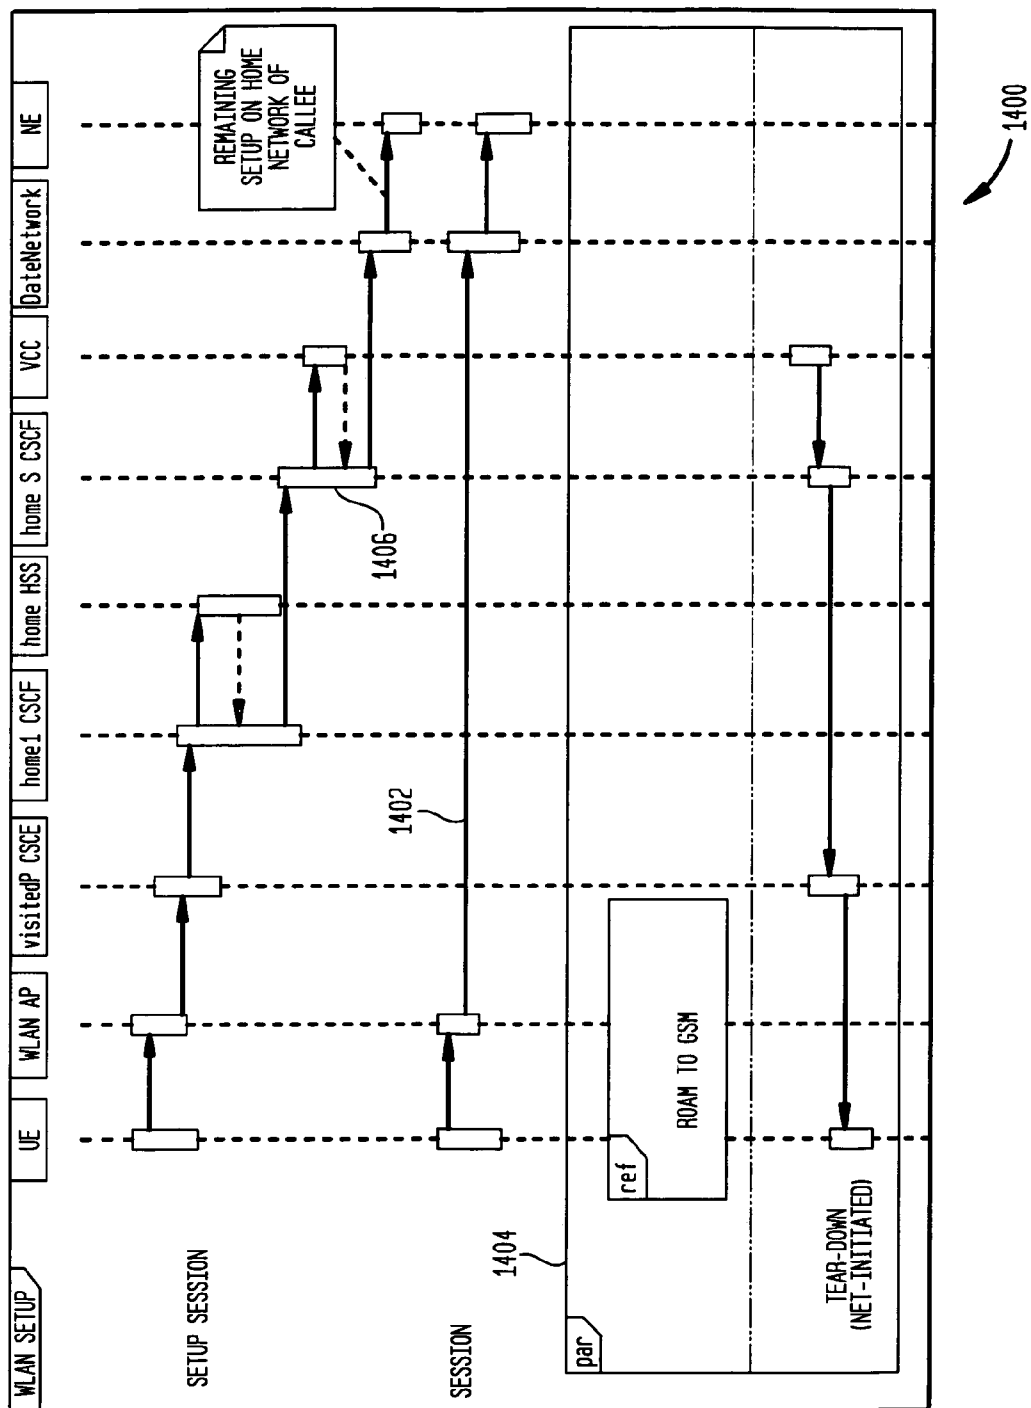 WLAN SETUP
UE
WLAN AP
visitedP CSCE
home1 CSCF
home HSS
home S CSCF
VCC
DateNetwork
NE
SETUP SESSION
REMAINING
SETUP ON HOME
NETWORK OF
CALLEE
1406
SESSION
1402
1404
par
ref
ROAM TO GSM
TEAR-DOWN
(NET-INITIATED)
1400